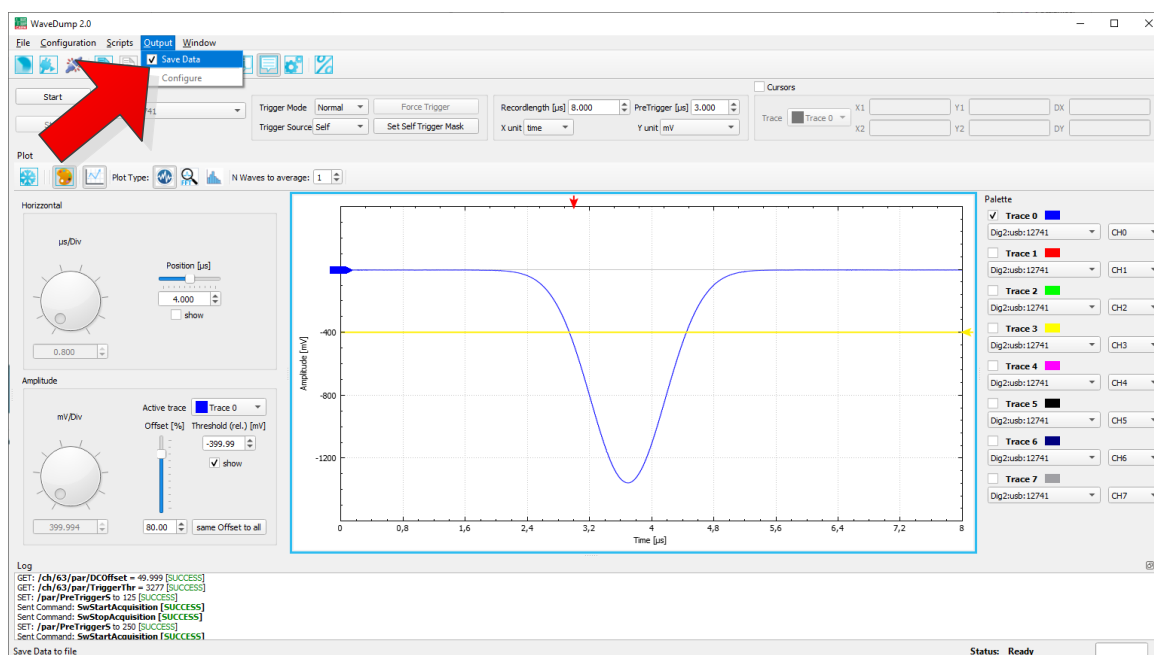 WaveDump 2.0
File Configuration Scripts Output Window
Save Data
Configure
Start
Trigger Mode Normal Force Trigger
Trigger Source Self Set Self Trigger Mask
Recordlength [µs] 8.000 PreTrigger [µs] 3.000
X unit time Y unit mV
Cursors
Trace Trace 0 X1 Y1 DX
X2 Y2 DY
Plot
Plot Type: N Waves to average: 1
Horizzontal
µs/Div
Position [µs]
4.000
show
0.800
Amplitude
mV/Div
Active trace Trace 0
Offset [%] Threshold (rel.) [mV]
-399.99
show
399.994 80.00 same Offset to all
Amplitude [mV]
-400
-800
-1200
0 0,8 1,6 2,4 3,2 4 4,8 5,6 6,4 7,2 8
Time [µs]
Palette
Trace 0
Dig2:usb:12741 CH0
Trace 1
Dig2:usb:12741 CH1
Trace 2
Dig2:usb:12741 CH2
Trace 3
Dig2:usb:12741 CH3
Trace 4
Dig2:usb:12741 CH4
Trace 5
Dig2:usb:12741 CH5
Trace 6
Dig2:usb:12741 CH6
Trace 7
Dig2:usb:12741 CH7
Log
GET: /ch/63/par/DCOffset = 49.999 [SUCCESS]
GET: /ch/63/par/TriggerThr = 3277 [SUCCESS]
SET: /par/PreTriggerS to 125 [SUCCESS]
Sent Command: SwStartAcquisition [SUCCESS]
Sent Command: SwStopAcquisition [SUCCESS]
SET: /par/PreTriggerS to 250 [SUCCESS]
Sent Command: SwStartAcquisition [SUCCESS]
Save Data to file Status: Ready